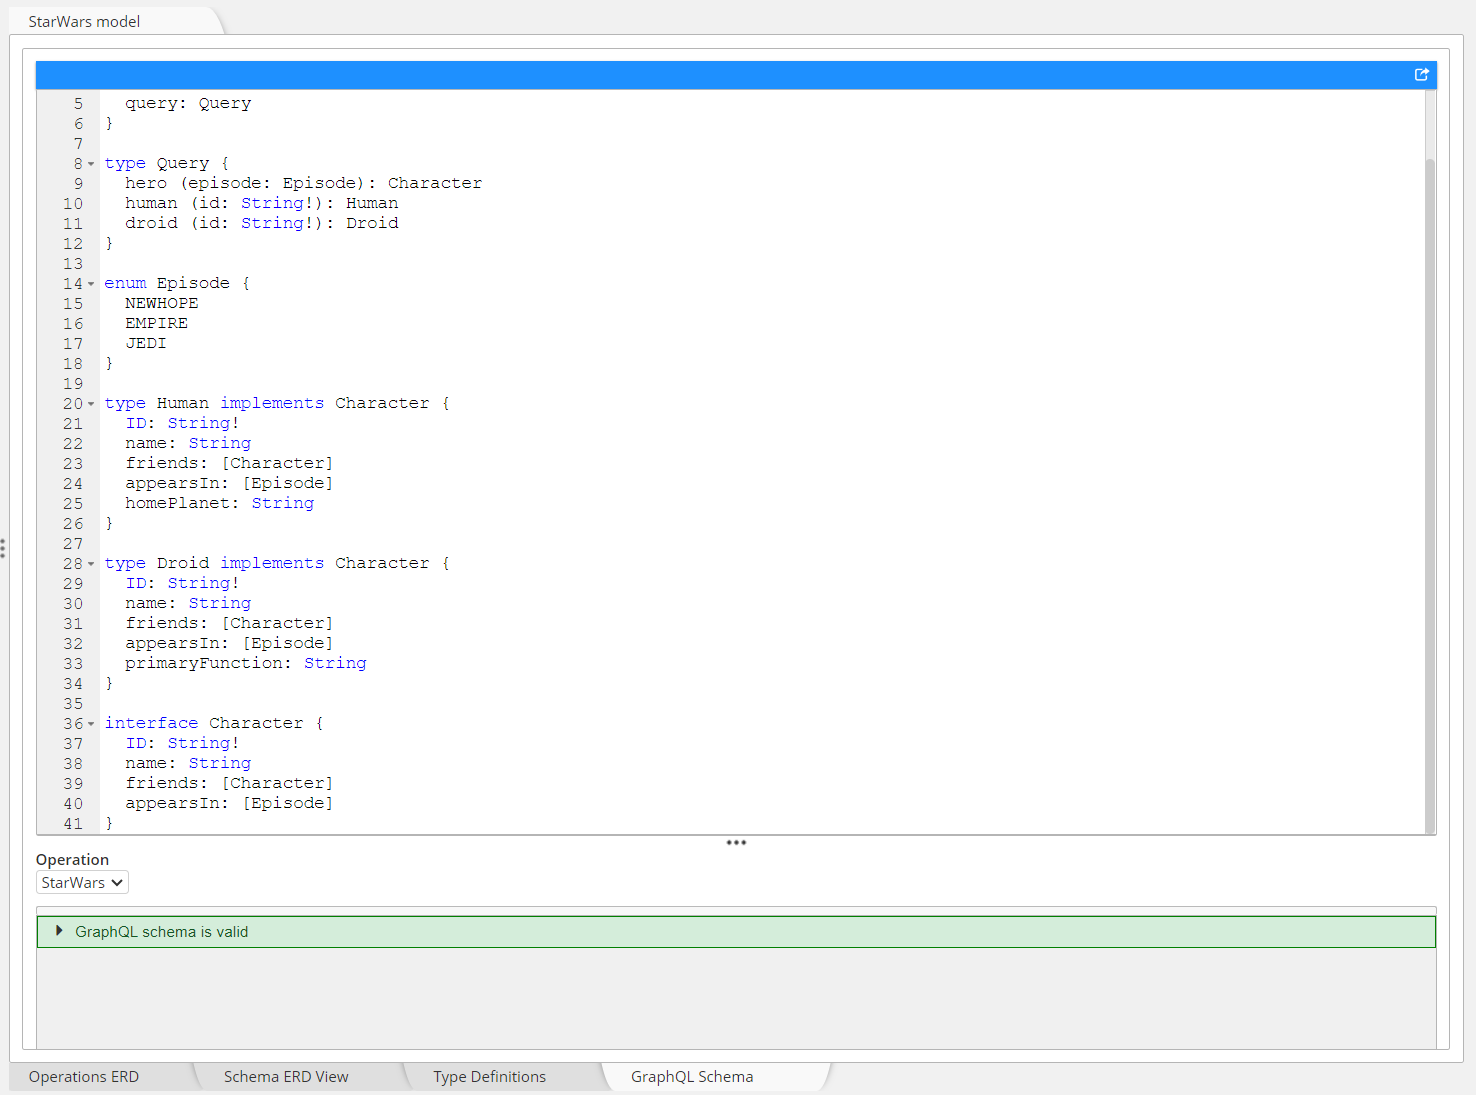 StarWars model
5   query: Query
6 }
7
8 type Query {
9   hero (episode: Episode): Character
10   human (id: String!): Human
11   droid (id: String!): Droid
12 }
13
14 enum Episode {
15   NEWHOPE
16   EMPIRE
17   JEDI
18 }
19
20 type Human implements Character {
21   ID: String!
22   name: String
23   friends: [Character]
24   appearsIn: [Episode]
25   homePlanet: String
26 }
27
28 type Droid implements Character {
29   ID: String!
30   name: String
31   friends: [Character]
32   appearsIn: [Episode]
33   primaryFunction: String
34 }
35
36 interface Character {
37   ID: String!
38   name: String
39   friends: [Character]
40   appearsIn: [Episode]
41 }
Operation
StarWars
GraphQL schema is valid
Operations ERD Schema ERD View Type Definitions GraphQL Schema